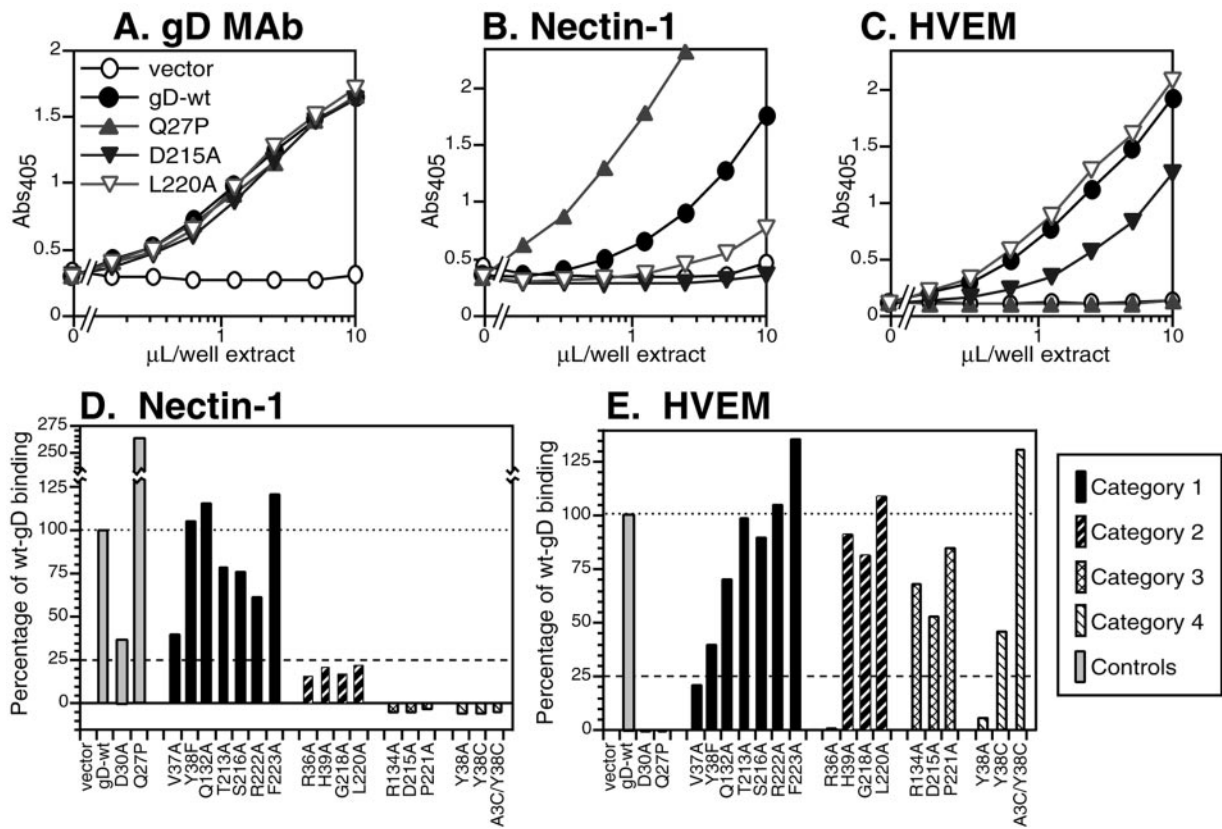 A. gD MAb
B. Nectin-1
C. HVEM
2
1.5
1
0.5
0
Abs405
vector
gD-wt
Q27P
D215A
L220A
0 1 10
µL/well extract
2
1.5
1
0.5
0
Abs405
0 1 10
µL/well extract
2
1.5
1
0.5
0
Abs405
0 1 10
µL/well extract
D. Nectin-1
275
250
125
100
75
50
25
0
Percentage of wt-gD binding
vector
gD-wt
D30A
Q27P
V37A
Y38F
Q132A
T213A
S216A
R222A
F223A
R36A
H39A
G218A
L220A
R134A
D215A
P221A
Y38A
Y38C
A3C/Y38C
E. HVEM
125
100
75
50
25
0
Percentage of wt-gD binding
vector
gD-wt
D30A
Q27P
V37A
Y38F
Q132A
T213A
S216A
R222A
F223A
R36A
H39A
G218A
L220A
R134A
D215A
P221A
Y38A
Y38C
A3C/Y38C
Category 1
Category 2
Category 3
Category 4
Controls